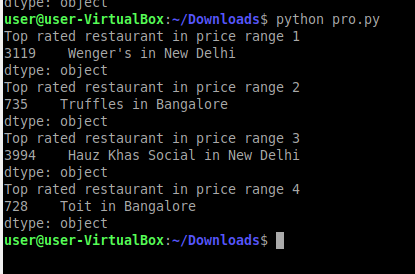 dtype: object
user@user-VirtualBox:~/Downloads$ python pro.py
Top rated restaurant in price range 1
3119    Wenger's in New Delhi
dtype: object
Top rated restaurant in price range 2
735    Truffles in Bangalore
dtype: object
Top rated restaurant in price range 3
3994    Hauz Khas Social in New Delhi
dtype: object
Top rated restaurant in price range 4
728    Toit in Bangalore
dtype: object
user@user-VirtualBox:~/Downloads$